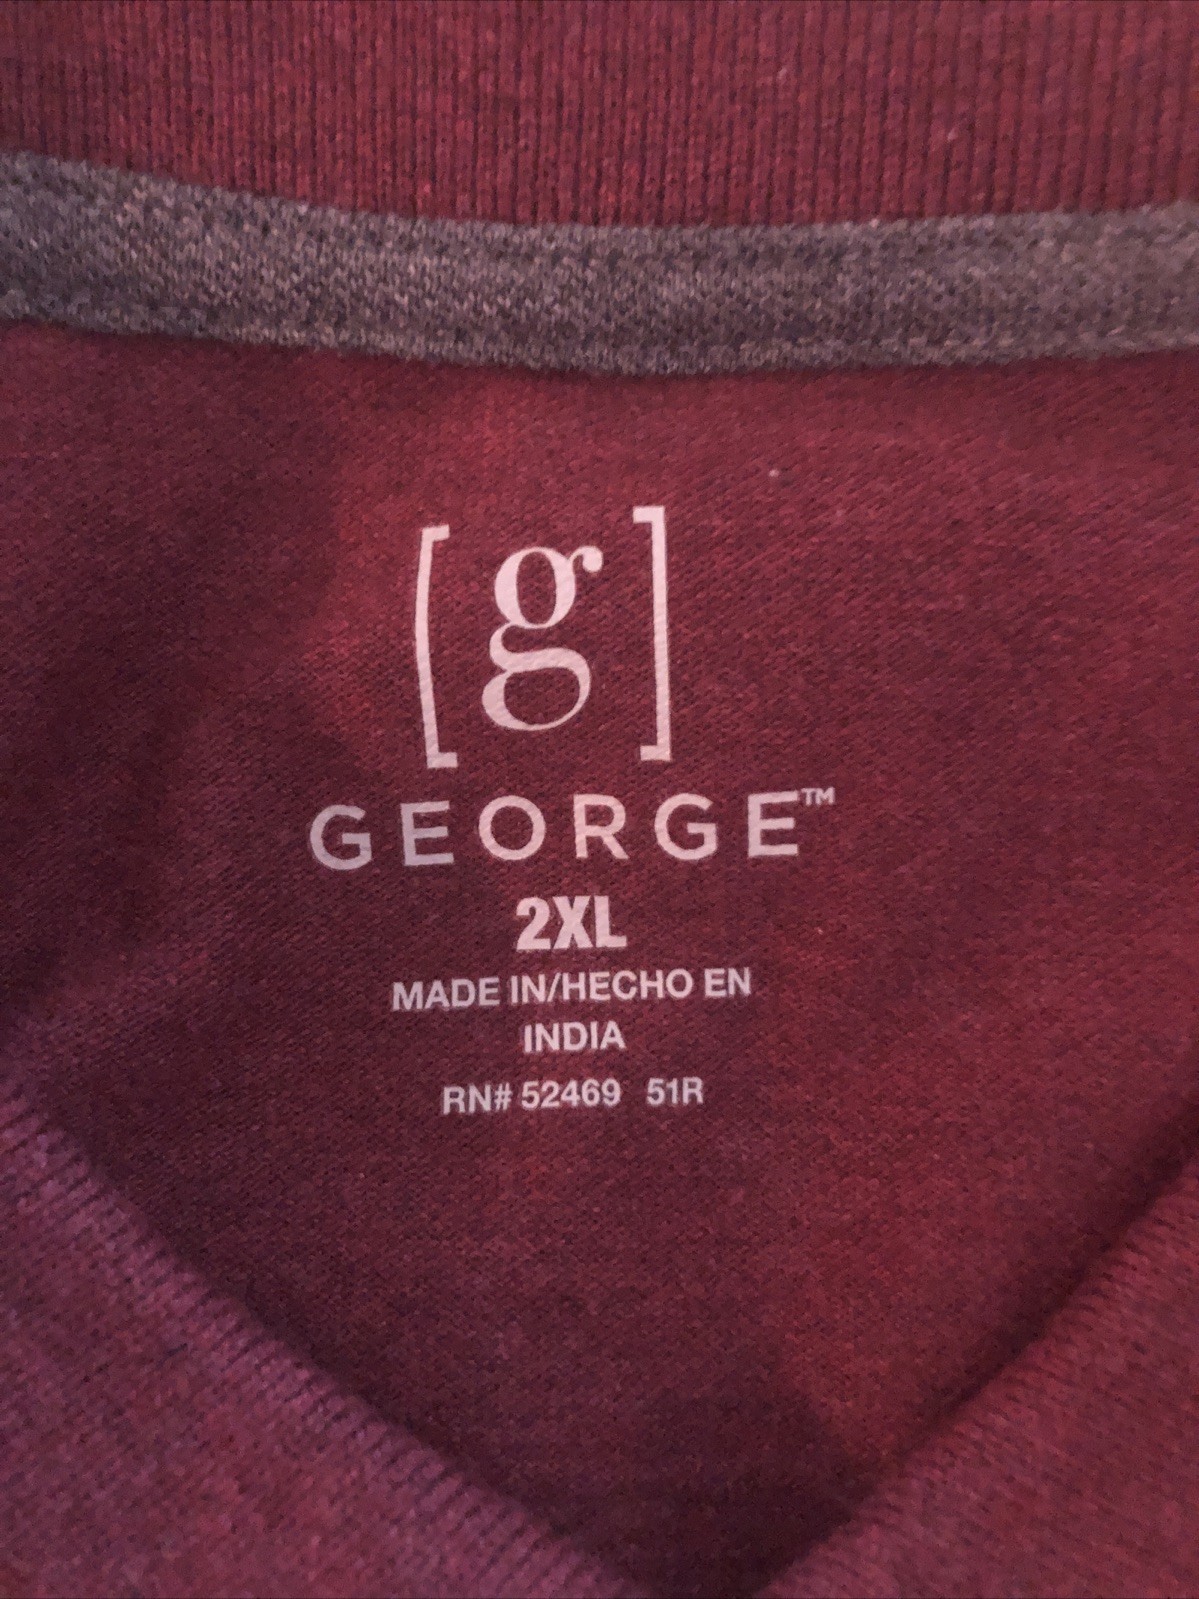 [g]
GEORGE™
2XL
MADE IN/HECHO EN
INDIA
RN# 52469 51R